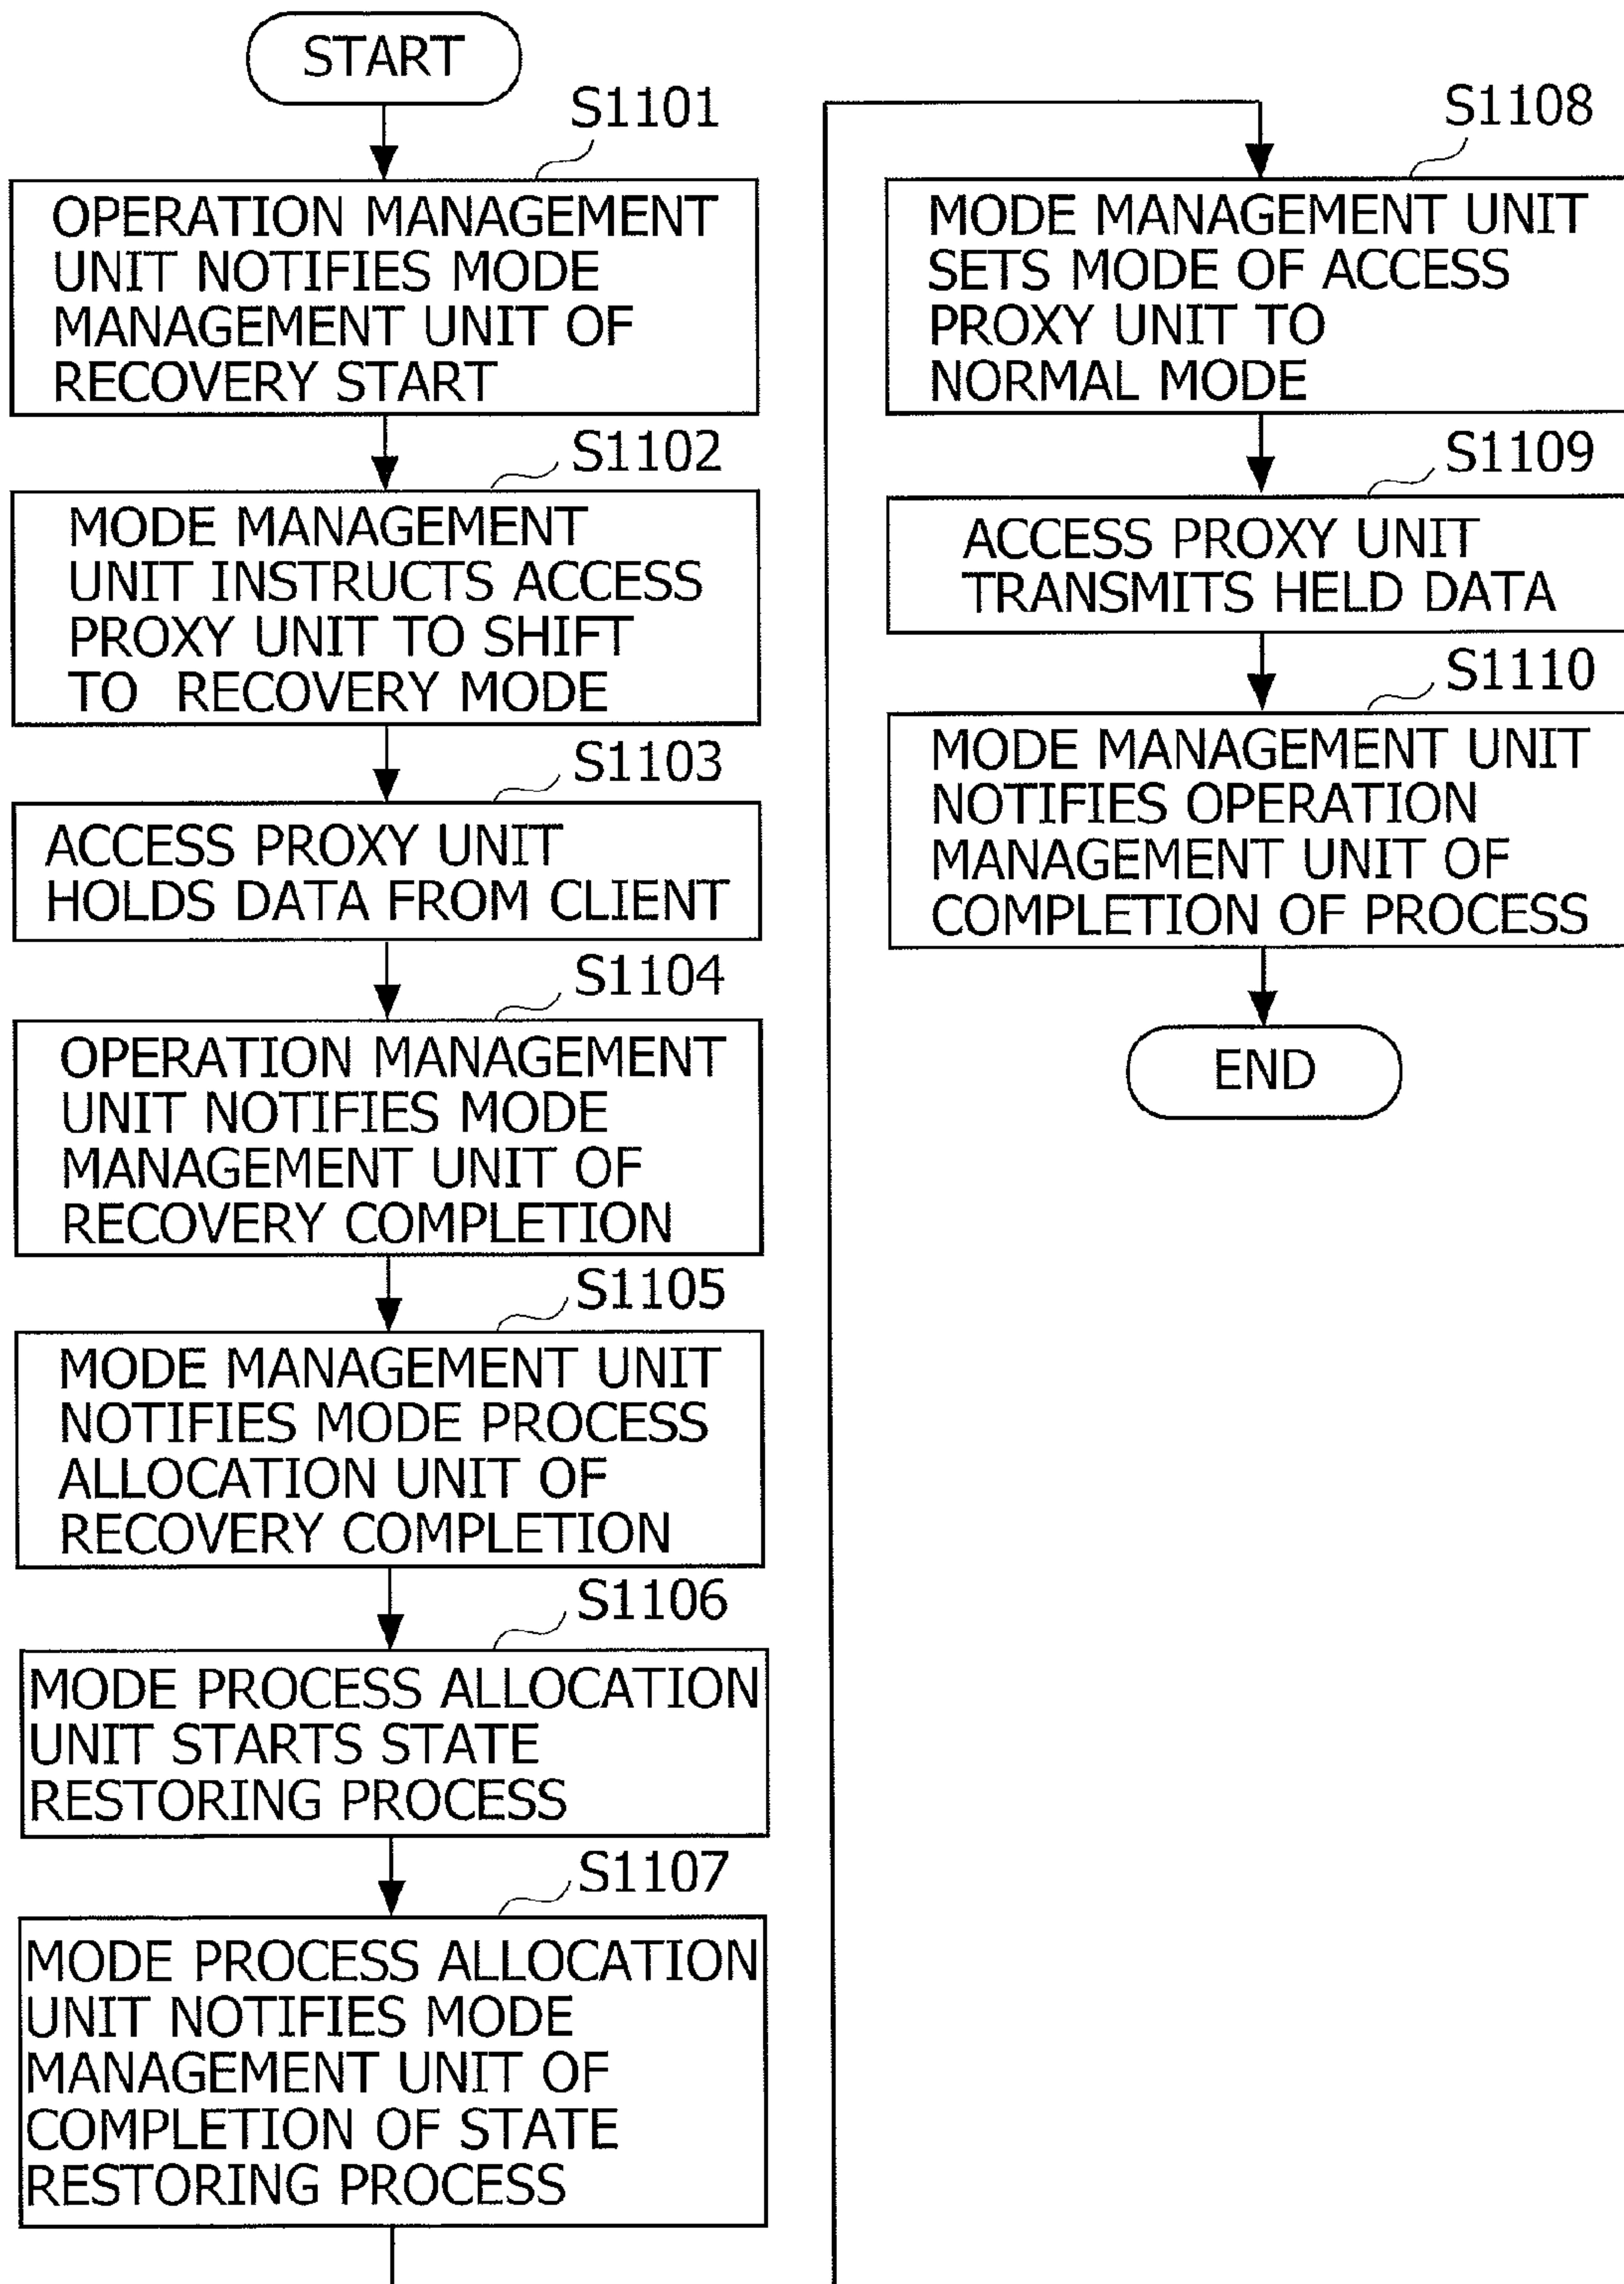 START
S1101
OPERATION MANAGEMENT
UNIT NOTIFIES MODE
MANAGEMENT UNIT OF
RECOVERY START
S1102
MODE MANAGEMENT
UNIT INSTRUCTS ACCESS
PROXY UNIT TO SHIFT
TO RECOVERY MODE
S1103
ACCESS PROXY UNIT
HOLDS DATA FROM CLIENT
S1104
OPERATION MANAGEMENT
UNIT NOTIFIES MODE
MANAGEMENT UNIT OF
RECOVERY COMPLETION
S1105
MODE MANAGEMENT UNIT
NOTIFIES MODE PROCESS
ALLOCATION UNIT OF
RECOVERY COMPLETION
S1106
MODE PROCESS ALLOCATION
UNIT STARTS STATE
RESTORING PROCESS
S1107
MODE PROCESS ALLOCATION
UNIT NOTIFIES MODE
MANAGEMENT UNIT OF
COMPLETION OF STATE
RESTORING PROCESS
S1108
MODE MANAGEMENT UNIT
SETS MODE OF ACCESS
PROXY UNIT TO
NORMAL MODE
S1109
ACCESS PROXY UNIT
TRANSMITS HELD DATA
S1110
MODE MANAGEMENT UNIT
NOTIFIES OPERATION
MANAGEMENT UNIT OF
COMPLETION OF PROCESS
END